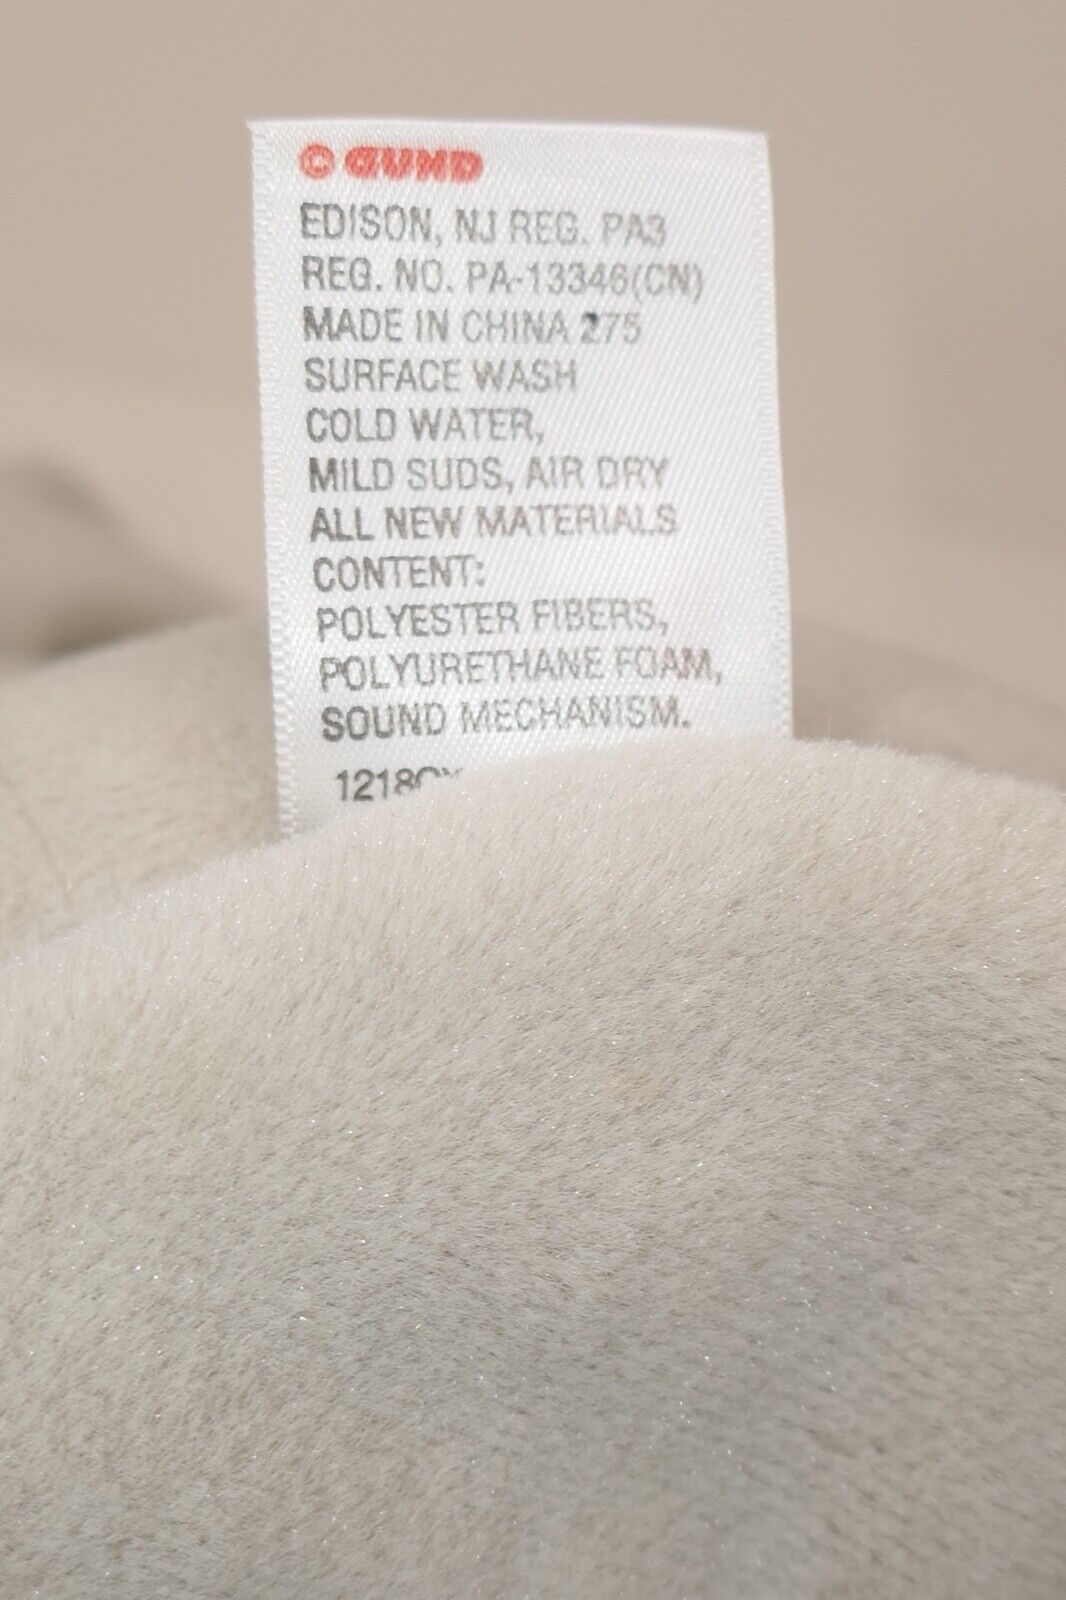 © GUND
EDISON, NJ REG. PA3
REG. NO. PA-13346(CN)
MADE IN CHINA 275
SURFACE WASH
COLD WATER,
MILD SUDS, AIR DRY
ALL NEW MATERIALS
CONTENT:
POLYESTER FIBERS,
POLYURETHANE FOAM,
SOUND MECHANISM.